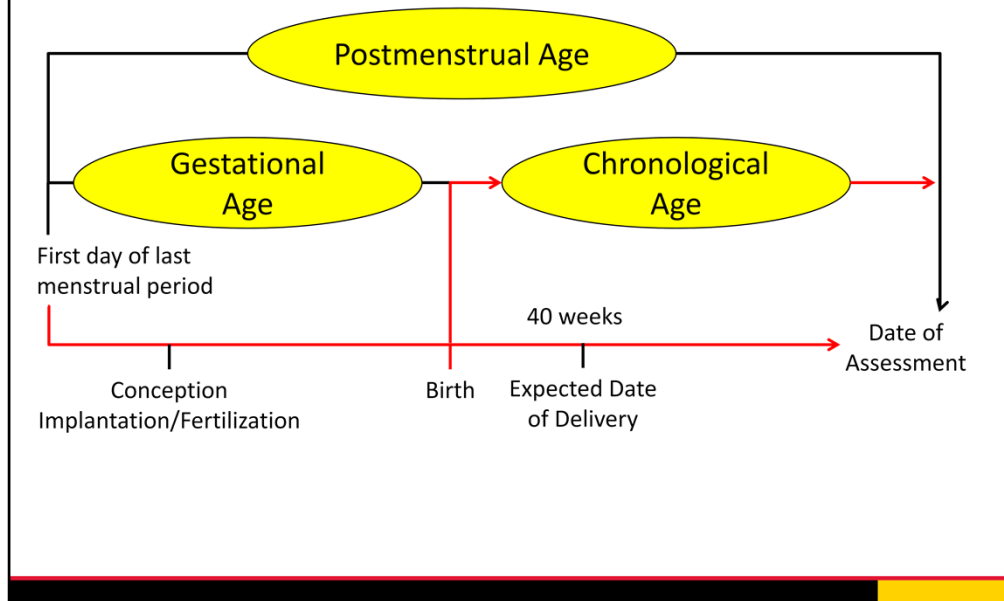 Postmenstrual Age
Gestational
Age
Chronological
Age
First day of last
menstrual period
40 weeks
Date of
Assessment
Conception
Implantation/Fertilization
Birth
Expected Date
of Delivery